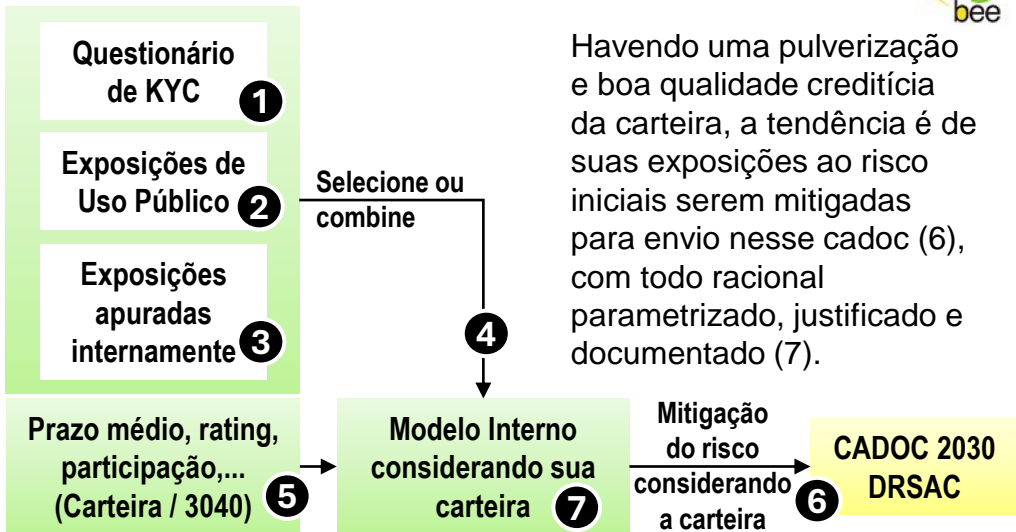 bee
Questionário
de KYC
1
Exposições de
Uso Público
2
Exposições
apuradas
internamente
3
Selecione ou
combine
4
Havendo uma pulverização
e boa qualidade creditícia
da carteira, a tendência é de
suas exposições ao risco
iniciais serem mitigadas
para envio nesse cadoc (6),
com todo racional
parametrizado, justificado e
documentado (7).
Prazo médio, rating,
participação,...
(Carteira / 3040)
5
Modelo Interno
considerando sua
carteira
7
Mitigação
do risco
considerando
a carteira
6
CADOC 2030
DRSAC